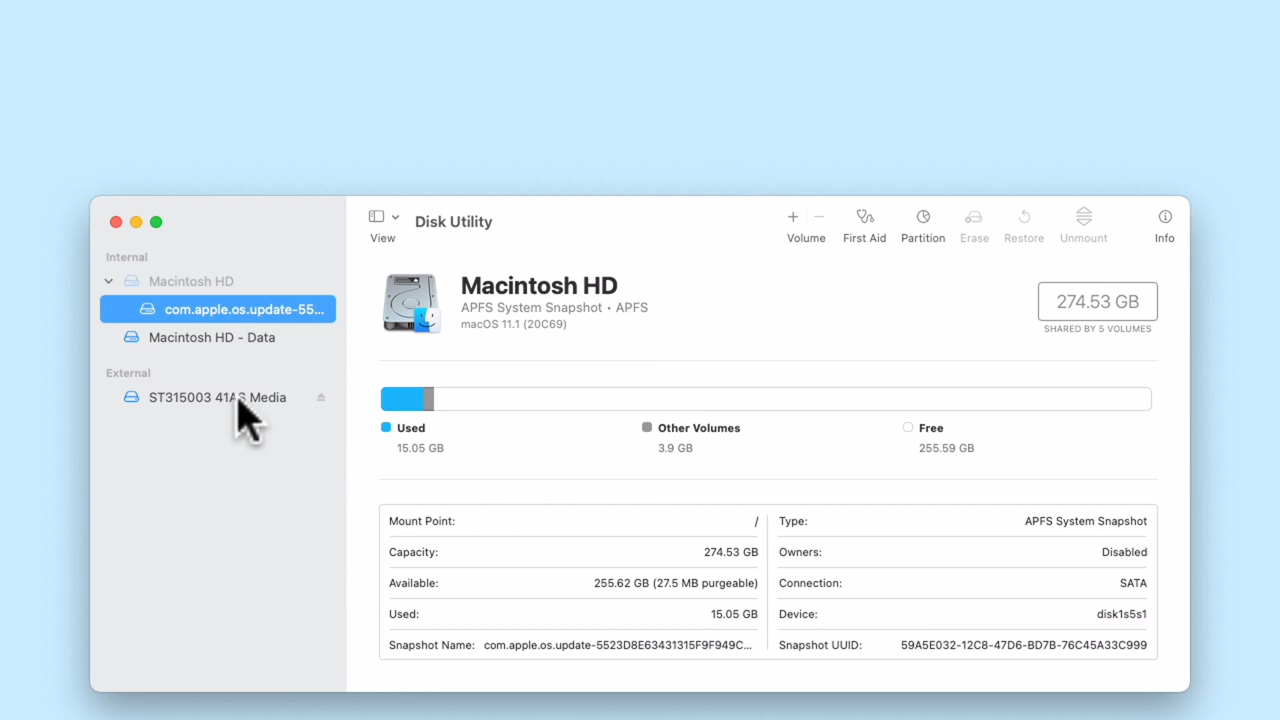 View
Disk Utility
Volume
First Aid
Partition
Erase
Restore
Unmount
Info
Internal
Macintosh HD
com.apple.os.update-55...
Macintosh HD - Data
External
ST315003 41AS Media
Macintosh HD
APFS System Snapshot • APFS
macOS 11.1 (20C69)
274.53 GB
SHARED BY 5 VOLUMES
Used
15.05 GB
Other Volumes
3.9 GB
Free
255.59 GB
Mount Point: /
Capacity: 274.53 GB
Available: 255.62 GB (27.5 MB purgeable)
Used: 15.05 GB
Snapshot Name: com.apple.os.update-5523D8E63431315F9F949C...
Type: APFS System Snapshot
Owners: Disabled
Connection: SATA
Device: disk1s5s1
Snapshot UUID: 59A5E032-12C8-47D6-BD7B-76C45A33C999